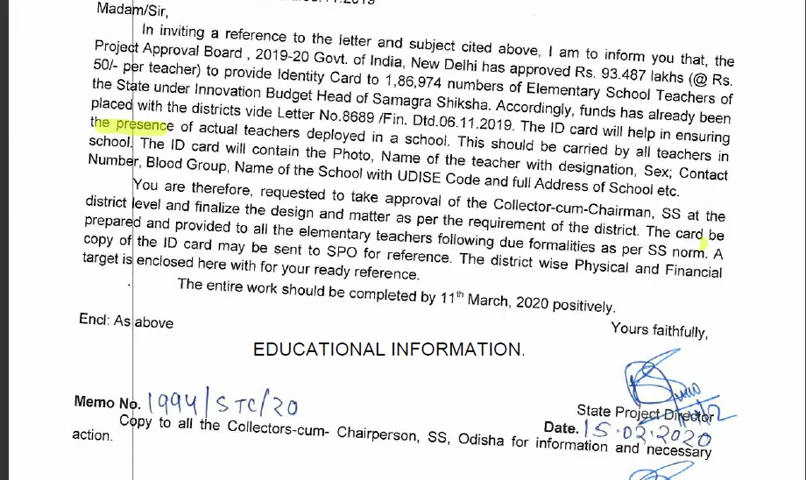 .11.2019
Madam/Sir,
In inviting a reference to the letter and subject cited above, I am to inform you that, the
Project Approval Board , 2019-20 Govt. of India, New Delhi has approved Rs. 93.487 lakhs (@ Rs.
50/- per teacher) to provide Identity Card to 1,86,974 numbers of Elementary School Teachers of
the State under Innovation Budget Head of Samagra Shiksha. Accordingly, funds has already been
placed with the districts vide Letter No.8689 /Fin. Dtd.06.11.2019. The ID card will help in ensuring
the presence of actual teachers deployed in a school. This should be carried by all teachers in
school. The ID card will contain the Photo, Name of the teacher with designation, Sex; Contact
Number, Blood Group, Name of the School with UDISE Code and full Address of School etc.
You are therefore, requested to take approval of the Collector-cum-Chairman, SS at the
district level and finalize the design and matter as per the requirement of the district. The card be
prepared and provided to all the elementary teachers following due formalities as per SS norm. A
copy of the ID card may be sent to SPO for reference. The district wise Physical and Financial
target is enclosed here with for your ready reference.
The entire work should be completed by 11th March, 2020 positively.
Encl: As above
Yours faithfully,
EDUCATIONAL INFORMATION.
State Project Director
Memo No. 1994/STC/20
Date. 15.02.2020
Copy to all the Collectors-cum- Chairperson, SS, Odisha for information and necessary
action.